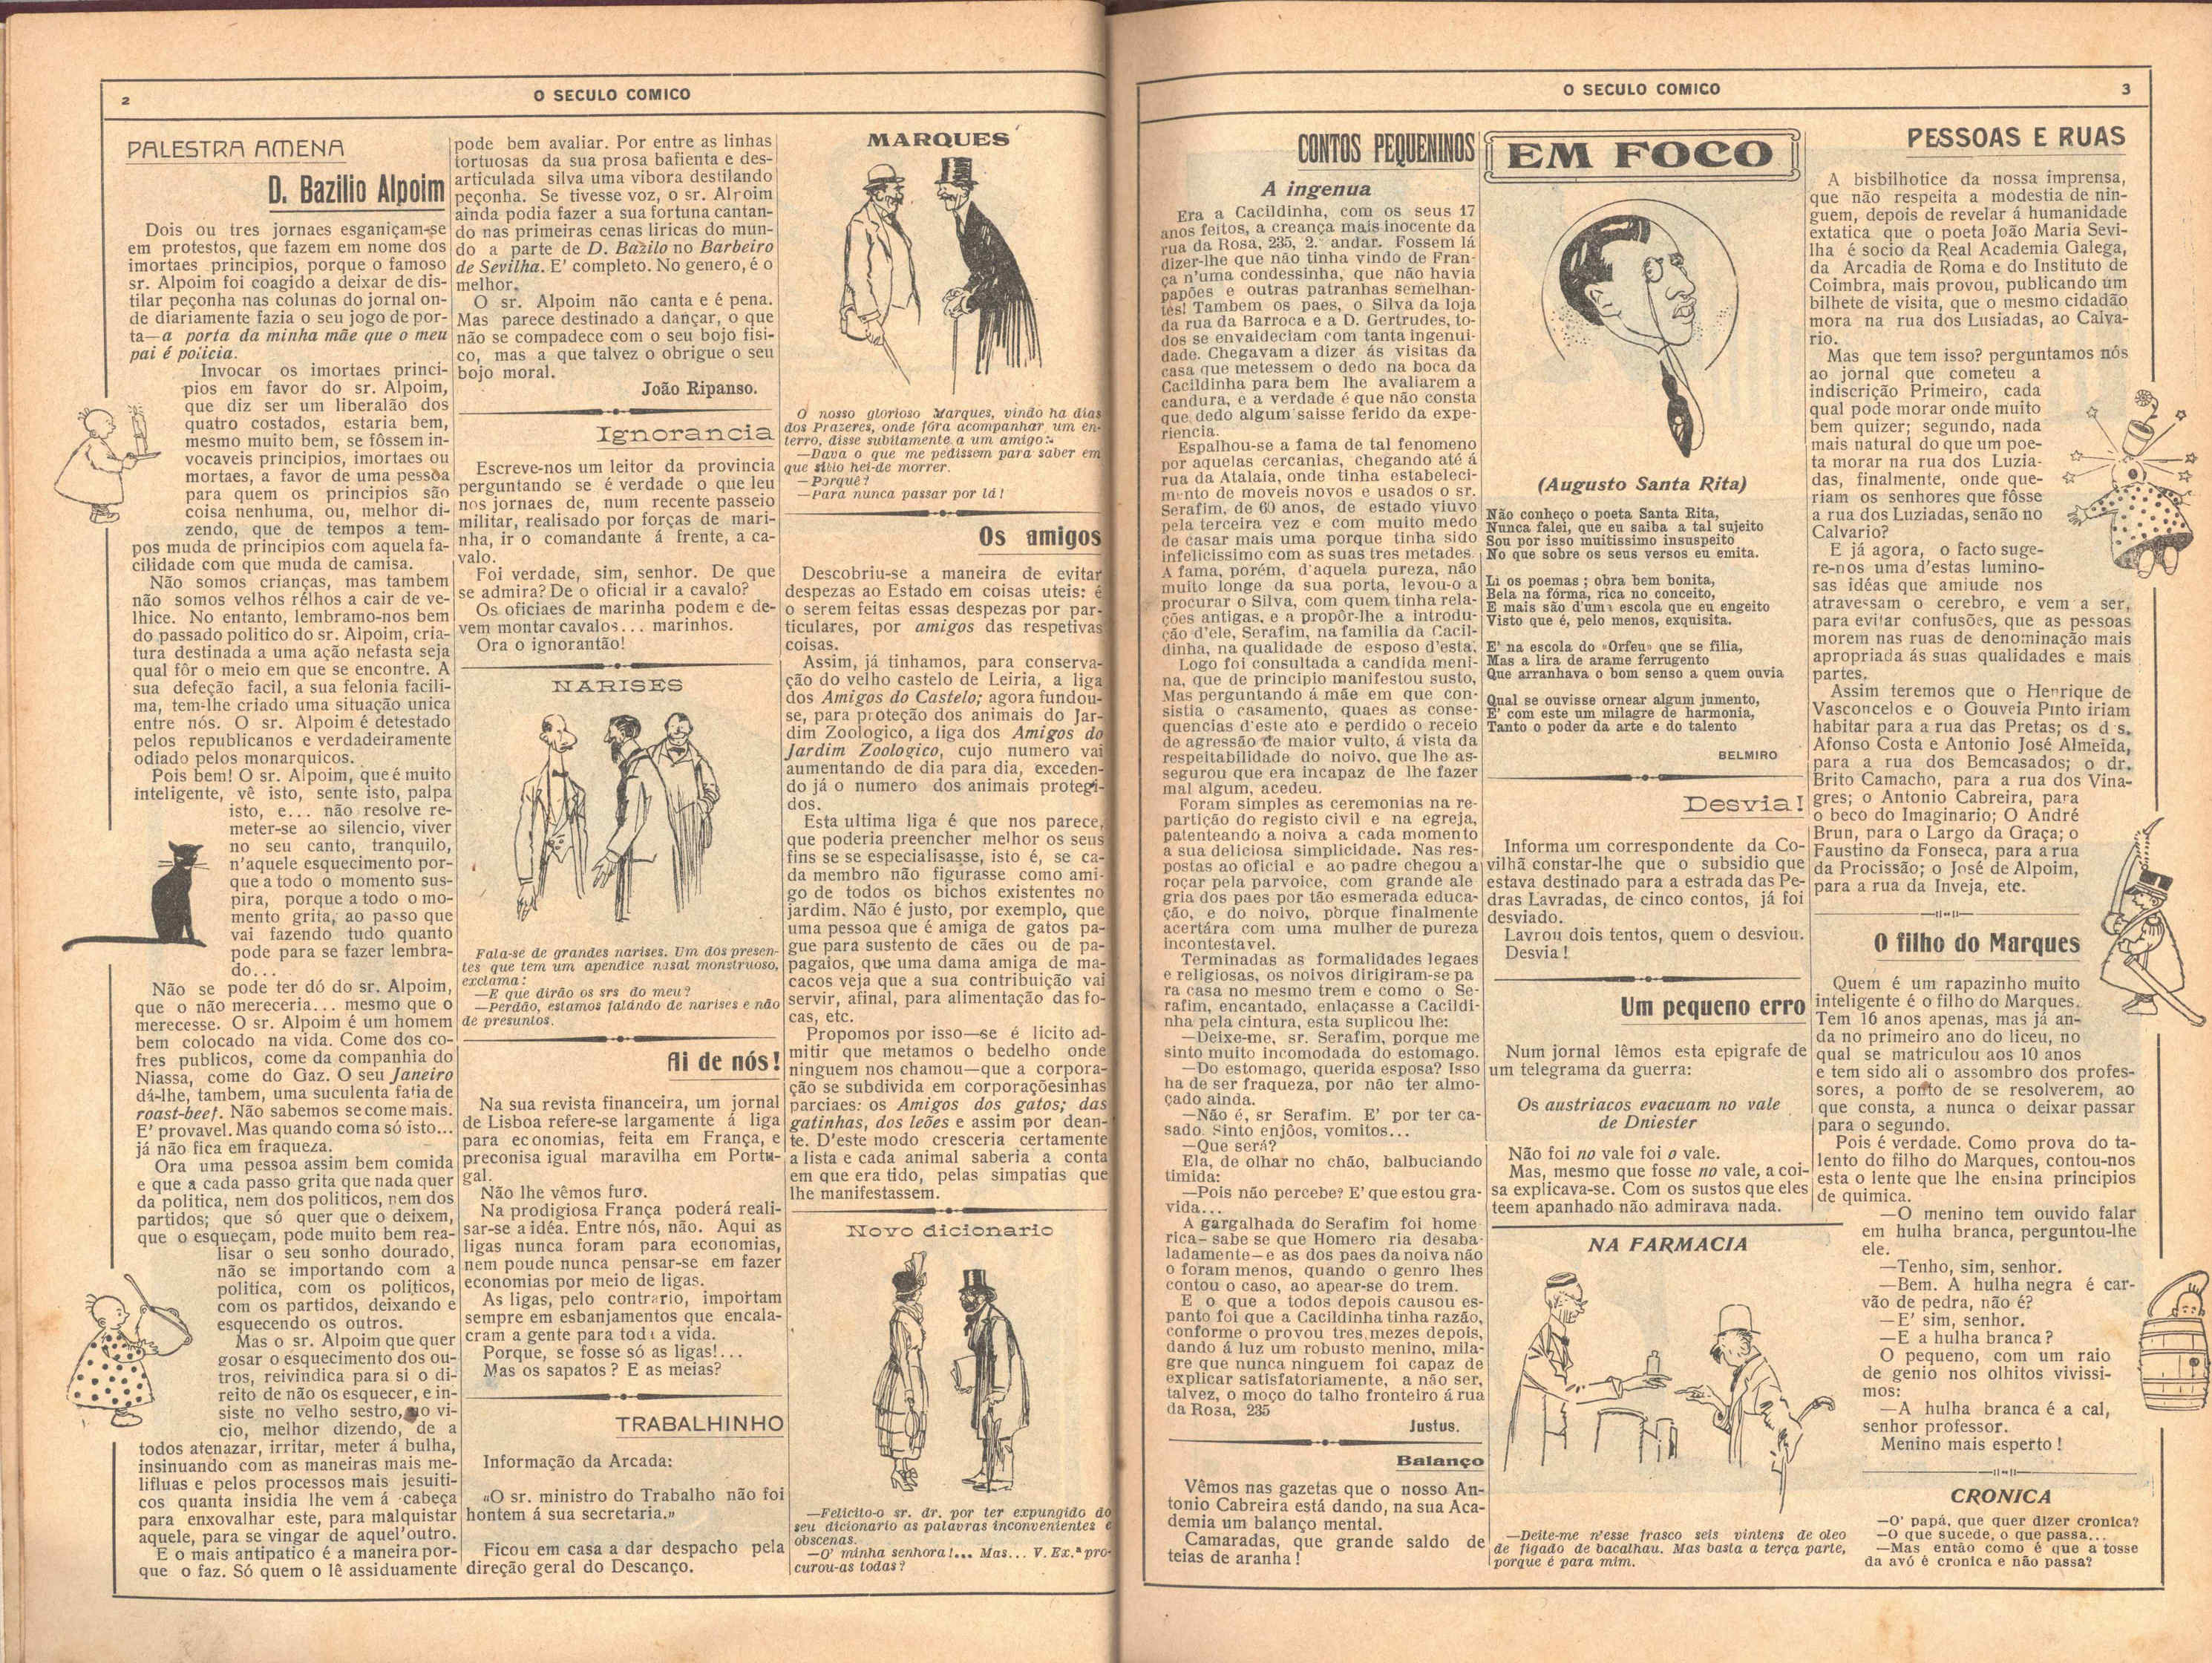 2
O SECULO COMICO
PALESTRA AMENA
D. Bazilio Alpoim
Dois ou tres jornaes esganiçam-se
em protestos, que fazem em nome dos
imortaes principios, porque o famoso
sr. Alpoim foi coagido a deixar de dis-
tilar peçonha nas colunas do jornal on-
de diariamente fazia o seu jogo de por-
ta—a porta da minha mãe que o meu
pai é policia.
Invocar os imortaes princi-
pios em favor do sr. Alpoim,
que diz ser um liberalão dos
quatro costados, estaria bem,
mesmo muito bem, se fôssem in-
vocaveis principios, imortaes ou
mortaes, a favor de uma pessôa
para quem os principios são
coisa nenhuma, ou, melhor di-
zendo, que de tempos a tem-
pos muda de principios com aquela fa-
cilidade com que muda de camisa.
Não somos crianças, mas tambem
não somos velhos rélhos a cair de ve-
lhice. No entanto, lembramo-nos bem
do passado politico do sr. Alpoim, cria-
tura destinada a uma ação nefasta seja
qual fôr o meio em que se encontre. A
sua defeção facil, a sua felonia facili-
ma, tem-lhe criado uma situação unica
entre nós. O sr. Alpoim é detestado
pelos republicanos e verdadeiramente
odiado pelos monarquicos.
Pois bem! O sr. Alpoim, que é muito
inteligente, vê isto, sente isto, palpa
isto, e... não resolve re-
meter-se ao silencio, viver
no seu canto, tranquilo,
n'aquele esquecimento por-
que a todo o momento sus-
pira, porque a todo o mo-
mento grita, ao passo que
vai fazendo tudo quanto
pode para se fazer lembra-
do...
Não se pode ter dó do sr. Alpoim,
que o não mereceria... mesmo que o
merecesse. O sr. Alpoim é um homem
bem colocado na vida. Come dos co-
fres publicos, come da companhia do
Niassa, come do Gaz. O seu Janeiro
dá-lhe, tambem, uma suculenta fatia de
roast-beef. Não sabemos se come mais.
E' provavel. Mas quando coma só isto...
já não fica em fraqueza.
Ora uma pessoa assim bem comida
e que a cada passo grita que nada quer
da politica, nem dos politicos, nem dos
partidos; que só quer que o deixem,
que o esqueçam, pode muito bem rea-
lisar o seu sonho dourado,
não se importando com a
politica, com os politicos,
com os partidos, deixando e
esquecendo os outros.
Mas o sr. Alpoim que quer
gosar o esquecimento dos ou-
tros, reivindica para si o di-
reito de não os esquecer, e in-
siste no velho sestro, no vi-
cio, melhor dizendo, de a
todos atenazar, irritar, meter á bulha,
insinuando com as maneiras mais me-
lifluas e pelos processos mais jesuiti-
cos quanta insidia lhe vem á cabeça
para enxovalhar este, para malquistar
aquele, para se vingar de aquel'outro.
E o mais antipatico é a maneira por-
que o faz. Só quem o lê assiduamente
pode bem avaliar. Por entre as linhas
tortuosas da sua prosa bafienta e des-
articulada silva uma vibora destilando
peçonha. Se tivesse voz, o sr. Alpoim
ainda podia fazer a sua fortuna cantan-
do nas primeiras cenas liricas do mun-
do a parte de D. Bazilo no Barbeiro
de Sevilha. E' completo. No genero, é o
melhor.
O sr. Alpoim não canta e é pena.
Mas parece destinado a dançar, o que
não se compadece com o seu bojo fisi-
co, mas a que talvez o obrigue o seu
bojo moral.
João Ripanso.
Ignorancia
Escreve-nos um leitor da provincia
perguntando se é verdade o que leu
nos jornaes de, num recente passeio
militar, realisado por forças de mari-
nha, ir o comandante á frente, a ca-
valo.
Foi verdade, sim, senhor. De que
se admira? De o oficial ir a cavalo?
Os oficiaes de marinha podem e de-
vem montar cavalos... marinhos.
Ora o ignorantão!
NARISES
Fala-se de grandes narises. Um dos presen-
tes que tem um apendice nasal monstruoso,
exclama:
—E que dirão os srs do meu?
—Perdão, estamos falando de narises e não
de presuntos.
Ai de nós!
Na sua revista financeira, um jornal
de Lisboa refere-se largamente á liga
para economias, feita em França, e
preconisa igual maravilha em Portu-
gal.
Não lhe vêmos furo.
Na prodigiosa França poderá reali-
sar-se a idéa. Entre nós, não. Aqui as
ligas nunca foram para economias,
nem poude nunca pensar-se em fazer
economias por meio de ligas.
As ligas, pelo contrario, importam
sempre em esbanjamentos que encala-
cram a gente para toda a vida.
Porque, se fosse só as ligas!...
Mas os sapatos? E as meias?
TRABALHINHO
Informação da Arcada:
«O sr. ministro do Trabalho não foi
hontem á sua secretaria.»
Ficou em casa a dar despacho pela
direção geral do Descanço.
MARQUES
O nosso glorioso Marques, vindo ha dias
dos Prazeres, onde fóra acompanhar um en-
terro, disse subitamente a um amigo:
—Dava o que me pedissem para saber em
que sitio hei-de morrer.
—Porquê?
—Para nunca passar por lá!
Os amigos
Descobriu-se a maneira de evitar
despezas ao Estado em coisas uteis: é
o serem feitas essas despezas por par-
ticulares, por amigos das respetivas
coisas.
Assim, já tinhamos, para conserva-
ção do velho castelo de Leiria, a liga
dos Amigos do Castelo; agora fundou-
se, para proteção dos animais do Jar-
dim Zoologico, a liga dos Amigos do
Jardim Zoologico, cujo numero vai
aumentando de dia para dia, exceden-
do já o numero dos animais protegi-
dos.
Esta ultima liga é que nos parece,
que poderia preencher melhor os seus
fins se se especialisasse, isto é, se ca-
da membro não figurasse como ami-
go de todos os bichos existentes no
jardim. Não é justo, por exemplo, que
uma pessoa que é amiga de gatos pa-
gue para sustento de cães ou de pa-
pagaios, que uma dama amiga de ma-
cacos veja que a sua contribuição vai
servir, afinal, para alimentação das fo-
cas, etc.
Propomos por isso—se é licito ad-
mitir que metamos o bedelho onde
ninguem nos chamou—que a corpora-
ção se subdivida em corporaçõesinhas
parciaes: os Amigos dos gatos; das
gatinhas, dos leões e assim por dean-
te. D'este modo cresceria certamente
a lista e cada animal saberia a conta
em que era tido, pelas simpatias que
lhe manifestassem.
Novo dicionario
—Felicito-o sr. dr. por ter expungido do
seu dicionario as palavras inconvenientes e
obscenas.
—O' minha senhora!... Mas... V. Ex.ª pro-
curou-as todas?
O SECULO COMICO
3
CONTOS PEQUENINOS
A ingenua
Era a Cacildinha, com os seus 17
anos feitos, a creança mais inocente da
rua da Rosa, 235, 2.º andar. Fossem lá
dizer-lhe que não tinha vindo de Fran-
ça n'uma condessinha, que não havia
papões e outras patranhas semelhan-
tes! Tambem os paes, o Silva da loja
da rua da Barroca e a D. Gertrudes, to-
dos se envaideciam com tanta ingenui-
dade. Chegavam a dizer ás visitas da
casa que metessem o dedo na boca da
Cacildinha para bem lhe avaliarem a
candura, e a verdade é que não consta
que dedo algum saisse ferido da expe-
riencia.
Espalhou-se a fama de tal fenomeno
por aquelas cercanias, chegando até á
rua da Atalaia, onde tinha estabeleci-
mento de moveis novos e usados o sr.
Serafim, de 60 anos, de estado viuvo
pela terceira vez e com muito medo
de casar mais uma porque tinha sido
infelicissimo com as suas tres metades.
A fama, porém, d'aquela pureza, não
muito longe da sua porta, levou-o a
procurar o Silva, com quem tinha rela-
ções antigas, e a propôr-lhe a introdu-
ção d'ele, Serafim, na familia da Cacil-
dinha, na qualidade de esposo d'esta.
Logo foi consultada a candida meni-
na, que de principio manifestou susto,
Mas perguntando á mãe em que con-
sistia o casamento, quaes as conse-
quencias d'este ato e perdido o receio
de agressão de maior vulto, á vista da
respeitabilidade do noivo, que lhe as-
segurou que era incapaz de lhe fazer
mal algum, acedeu.
Foram simples as ceremonias na re-
partição do registo civil e na egreja,
patenteando a noiva a cada momento
a sua deliciosa simplicidade. Nas res-
postas ao oficial e ao padre chegou a
roçar pela parvoice, com grande ale
gria dos paes por tão esmerada educa-
ção, e do noivo, porque finalmente
acertára com uma mulher de pureza
incontestavel.
Terminadas as formalidades legaes
e religiosas, os noivos dirigiram-se pa
ra casa no mesmo trem e como o Se-
rafim, encantado, enlaçasse a Cacildi-
nha pela cintura, esta suplicou lhe:
—Deixe-me, sr. Serafim, porque me
sinto muito incomodada do estomago.
—Do estomago, querida esposa? Isso
ha de ser fraqueza, por não ter almo-
çado ainda.
—Não é, sr. Serafim. E' por ter ca-
sado. Sinto enjôos, vomitos...
—Que será?
Ela, de olhar no chão, balbuciando
timida:
—Pois não percebe? E' que estou gra-
vida...
A gargalhada do Serafim foi home
rica—sabe se que Homero ria desaba-
ladamente—e as dos paes da noiva não
o foram menos, quando o genro lhes
contou o caso, ao apear-se do trem.
E o que a todos depois causou es-
panto foi que a Cacildinha tinha razão,
conforme o provou tres mezes depois,
dando á luz um robusto menino, mila-
gre que nunca ninguem foi capaz de
explicar satisfatoriamente, a não ser,
talvez, o moço do talho fronteiro á rua
da Rosa, 235
Justus.
Balanço
Vêmos nas gazetas que o nosso An-
tonio Cabreira está dando, na sua Aca-
demia um balanço mental.
Camaradas, que grande saldo de
teias de aranha!
EM FOCO
(Augusto Santa Rita)
Não conheço o poeta Santa Rita,
Nunca falei, que eu saiba a tal sujeito
Sou por isso muitissimo insuspeito
No que sobre os seus versos eu emita.
Li os poemas; obra bem bonita,
Bela na fórma, rica no conceito,
E mais são d'uma escola que eu engeito
Visto que é, pelo menos, exquisita.
E' na escola do «Orfeu» que se filia,
Mas a lira de arame ferrugento
Que arranhava o bom senso a quem ouvia
Qual se ouvisse ornear algum jumento,
E' com este um milagre de harmonia,
Tanto o poder da arte e do talento
BELMIRO
Desvia!
Informa um correspondente da Co-
vilhã constar-lhe que o subsidio que
estava destinado para a estrada das Pe-
dras Lavradas, de cinco contos, já foi
desviado.
Lavrou dois tentos, quem o desviou.
Desvia!
Um pequeno erro
Num jornal lêmos esta epigrafe de
um telegrama da guerra:
Os austriacos evacuam no vale
de Dniester
Não foi no vale foi o vale.
Mas, mesmo que fosse no vale, a coi-
sa explicava-se. Com os sustos que eles
teem apanhado não admirava nada.
NA FARMACIA
—Deite-me n'esse frasco seis vintens de oleo
de figado de bacalhau. Mas basta a terça parte,
porque é para mim.
PESSOAS E RUAS
A bisbilhotice da nossa imprensa,
que não respeita a modestia de nin-
guem, depois de revelar á humanidade
extatica que o poeta João Maria Sevi-
lha é socio da Real Academia Galega,
da Arcadia de Roma e do Instituto de
Coimbra, mais provou, publicando um
bilhete de visita, que o mesmo cidadão
mora na rua dos Lusiadas, ao Calva-
rio.
Mas que tem isso? perguntamos nós
ao jornal que cometeu a
indiscrição Primeiro, cada
qual pode morar onde muito
bem quizer; segundo, nada
mais natural do que um poe-
ta morar na rua dos Luzia-
das, finalmente, onde que-
riam os senhores que fôsse
a rua dos Luziadas, senão no
Calvario?
E já agora, o facto suge-
re-nos uma d'estas lumino-
sas idéas que amiude nos
atravessam o cerebro, e vem a ser,
para evitar confusões, que as pessoas
morem nas ruas de denominação mais
apropriada ás suas qualidades e mais
partes.
Assim teremos que o Henrique de
Vasconcelos e o Gouveia Pinto iriam
habitar para a rua das Pretas; os d s.
Afonso Costa e Antonio José Almeida,
para a rua dos Bemcasados; o dr.
Brito Camacho, para a rua dos Vina-
gres; o Antonio Cabreira, para
o beco do Imaginario; O André
Brun, para o Largo da Graça; o
Faustino da Fonseca, para a rua
da Procissão; o José de Alpoim,
para a rua da Inveja, etc.
O filho do Marques
Quem é um rapazinho muito
inteligente é o filho do Marques.
Tem 16 anos apenas, mas já an-
da no primeiro ano do liceu, no
qual se matriculou aos 10 anos
e tem sido ali o assombro dos profes-
sores, a ponto de se resolverem, ao
que consta, a nunca o deixar passar
para o segundo.
Pois é verdade. Como prova do ta-
lento do filho do Marques, contou-nos
esta o lente que lhe ensina principios
de quimica.
—O menino tem ouvido falar
em hulha branca, perguntou-lhe
ele.
—Tenho, sim, senhor.
—Bem. A hulha negra é car-
vão de pedra, não é?
—E' sim, senhor.
—E a hulha branca?
O pequeno, com um raio
de genio nos olhitos vivissi-
mos:
—A hulha branca é a cal,
senhor professor.
Menino mais esperto!
CRONICA
—O' papá, que quer dizer cronica?
—O que sucede, o que passa...
—Mas então como é que a tosse
da avó é cronica e não passa?